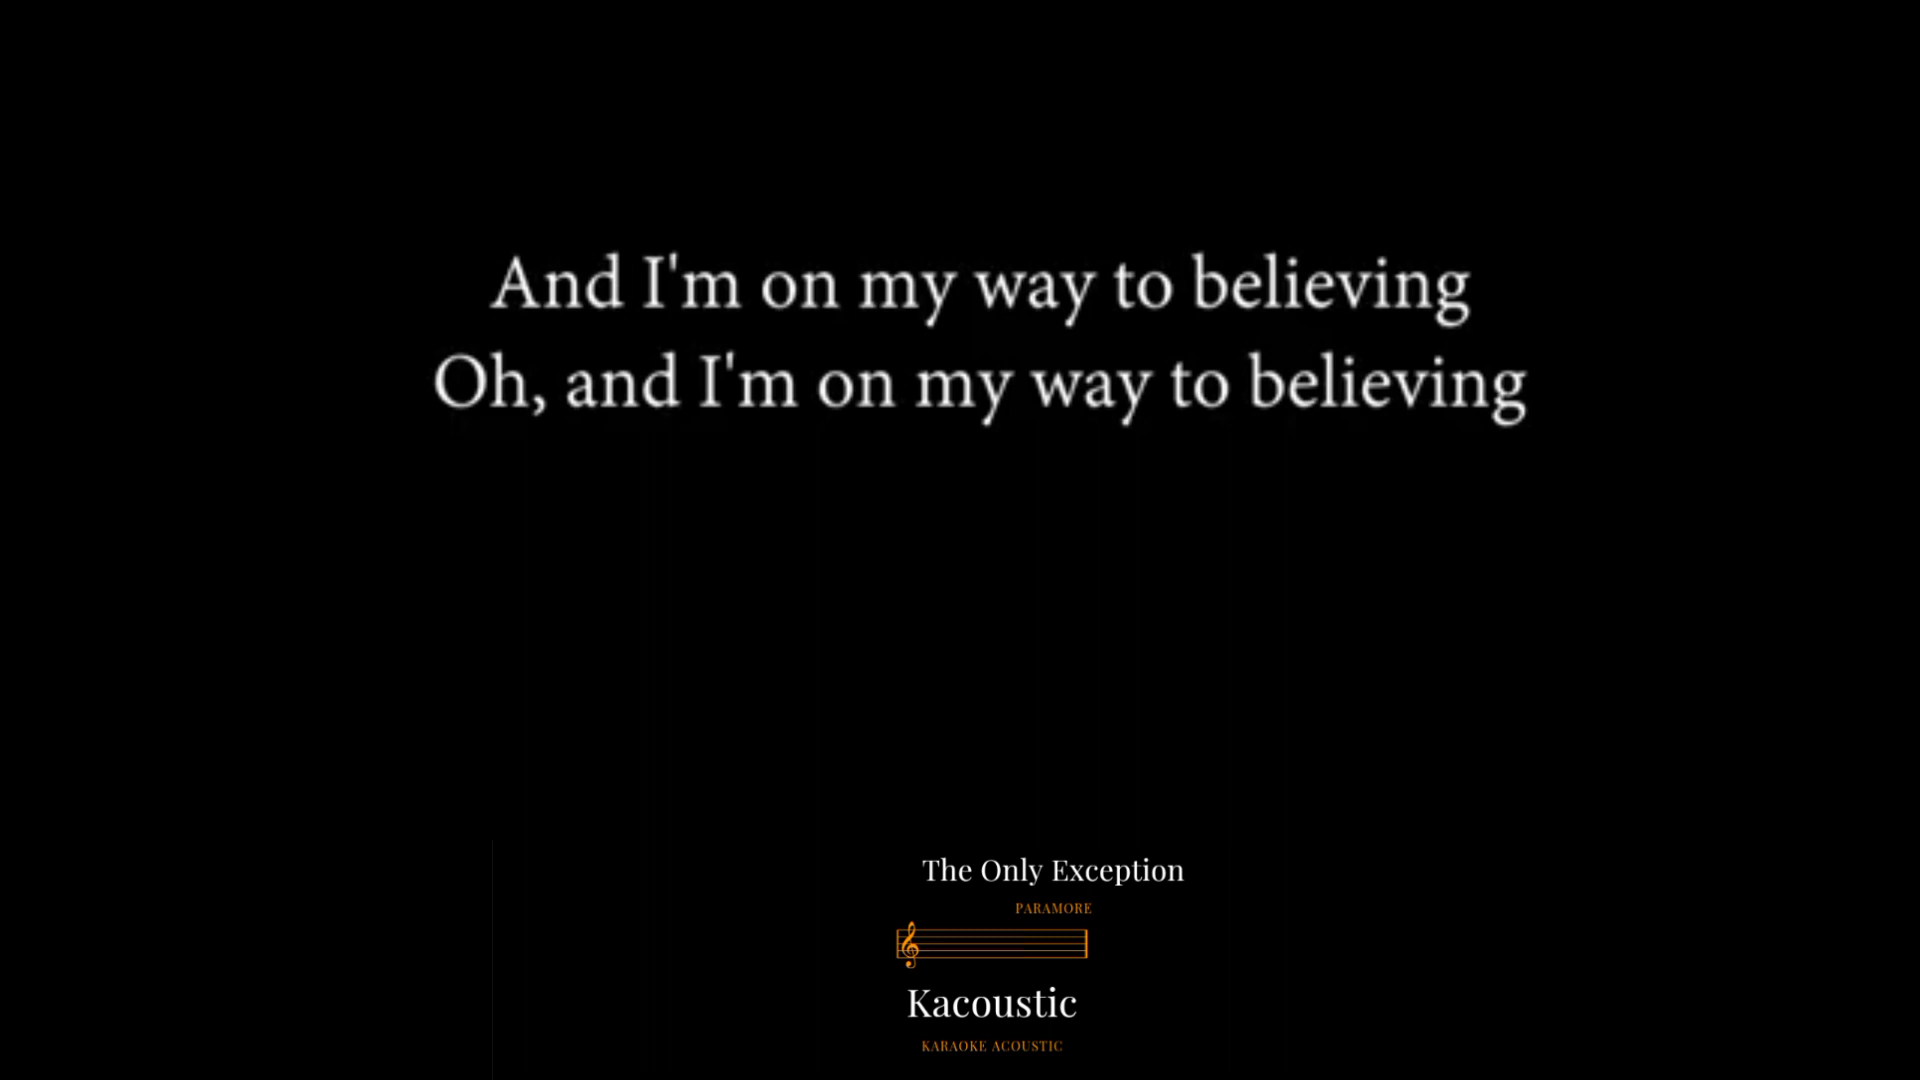 And I'm on my way to believing
Oh, and I'm on my way to believing
The Only Exception
PARAMORE
Kacoustic
KARAOKE ACOUSTIC